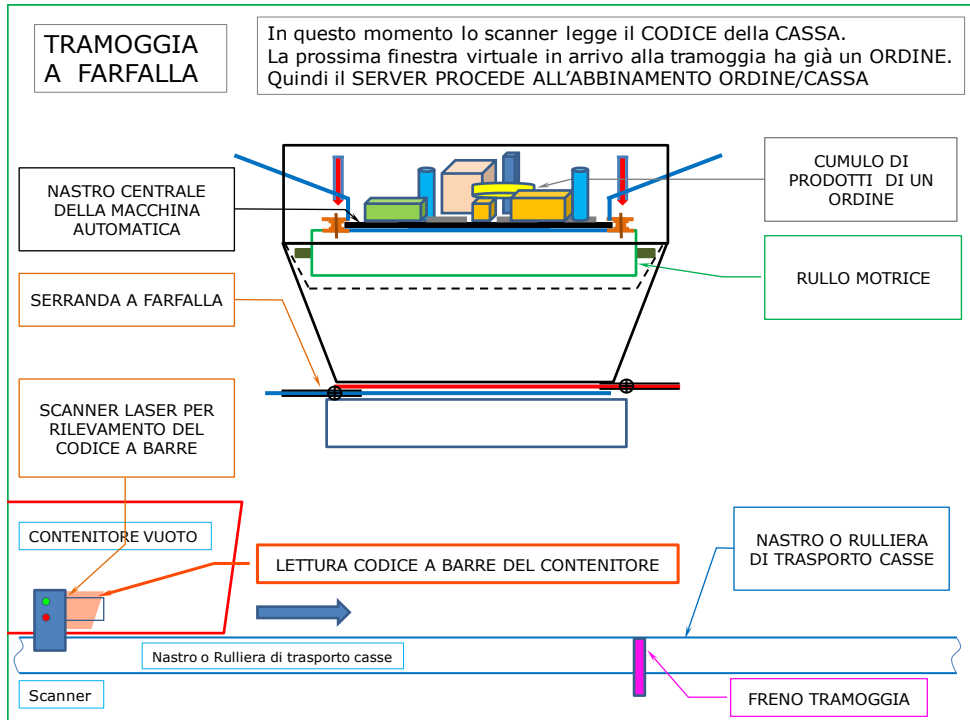 TRAMOGGIA
A FARFALLA
In questo momento lo scanner legge il CODICE della CASSA.
La prossima finestra virtuale in arrivo alla tramoggia ha già un ORDINE.
Quindi il SERVER PROCEDE ALL’ABBINAMENTO ORDINE/CASSA
NASTRO CENTRALE
DELLA MACCHINA
AUTOMATICA
CUMULO DI
PRODOTTI DI UN
ORDINE
SERRANDA A FARFALLA
RULLO MOTRICE
SCANNER LASER PER
RILEVAMENTO DEL
CODICE A BARRE
CONTENITORE VUOTO
LETTURA CODICE A BARRE DEL CONTENITORE
NASTRO O RULLIERA
DI TRASPORTO CASSE
Nastro o Rulliera di trasporto casse
Scanner
FRENO TRAMOGGIA